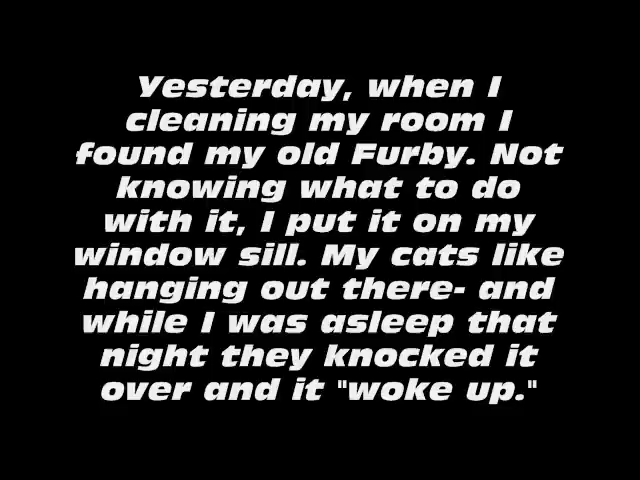 Yesterday, when I
cleaning my room I
found my old Furby. Not
knowing what to do
with it, I put it on my
window sill. My cats like
hanging out there- and
while I was asleep that
night they knocked it
over and it "woke up."